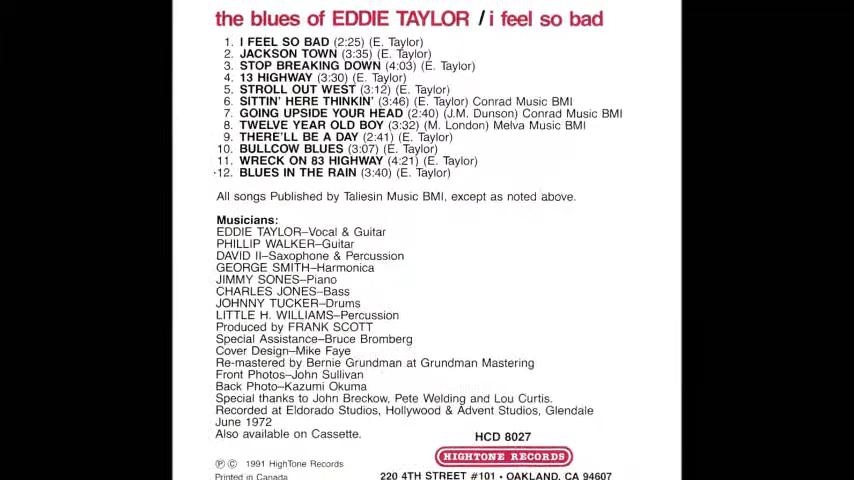 the blues of EDDIE TAYLOR / i feel so bad
1. I FEEL SO BAD (2:25) (E. Taylor)
2. JACKSON TOWN (3:35) (E. Taylor)
3. STOP BREAKING DOWN (4:03) (E. Taylor)
4. 13 HIGHWAY (3:30) (E. Taylor)
5. STROLL OUT WEST (3:12) (E. Taylor)
6. SITTIN' HERE THINKIN' (3:46) (E. Taylor) Conrad Music BMI
7. GOING UPSIDE YOUR HEAD (2:40) (J.M. Dunson) Conrad Music BMI
8. TWELVE YEAR OLD BOY (3:32) (M. London) Melva Music BMI
9. THERE'LL BE A DAY (2:41) (E. Taylor)
10. BULLCOW BLUES (3:07) (E. Taylor)
11. WRECK ON 83 HIGHWAY (4:21) (E. Taylor)
12. BLUES IN THE RAIN (3:40) (E. Taylor)
All songs Published by Taliesin Music BMI, except as noted above.
Musicians:
EDDIE TAYLOR–Vocal & Guitar
PHILLIP WALKER–Guitar
DAVID II–Saxophone & Percussion
GEORGE SMITH–Harmonica
JIMMY SONES–Piano
CHARLES JONES–Bass
JOHNNY TUCKER–Drums
LITTLE H. WILLIAMS–Percussion
Produced by FRANK SCOTT
Special Assistance–Bruce Bromberg
Cover Design–Mike Faye
Re-mastered by Bernie Grundman at Grundman Mastering
Front Photos–John Sullivan
Back Photo–Kazumi Okuma
Special thanks to John Breckow, Pete Welding and Lou Curtis.
Recorded at Eldorado Studios, Hollywood & Advent Studios, Glendale
June 1972
Also available on Cassette.
HCD 8027
HIGHTONE RECORDS
℗ © 1991 HighTone Records
Printed in Canada
220 4TH STREET #101 • OAKLAND, CA 94607